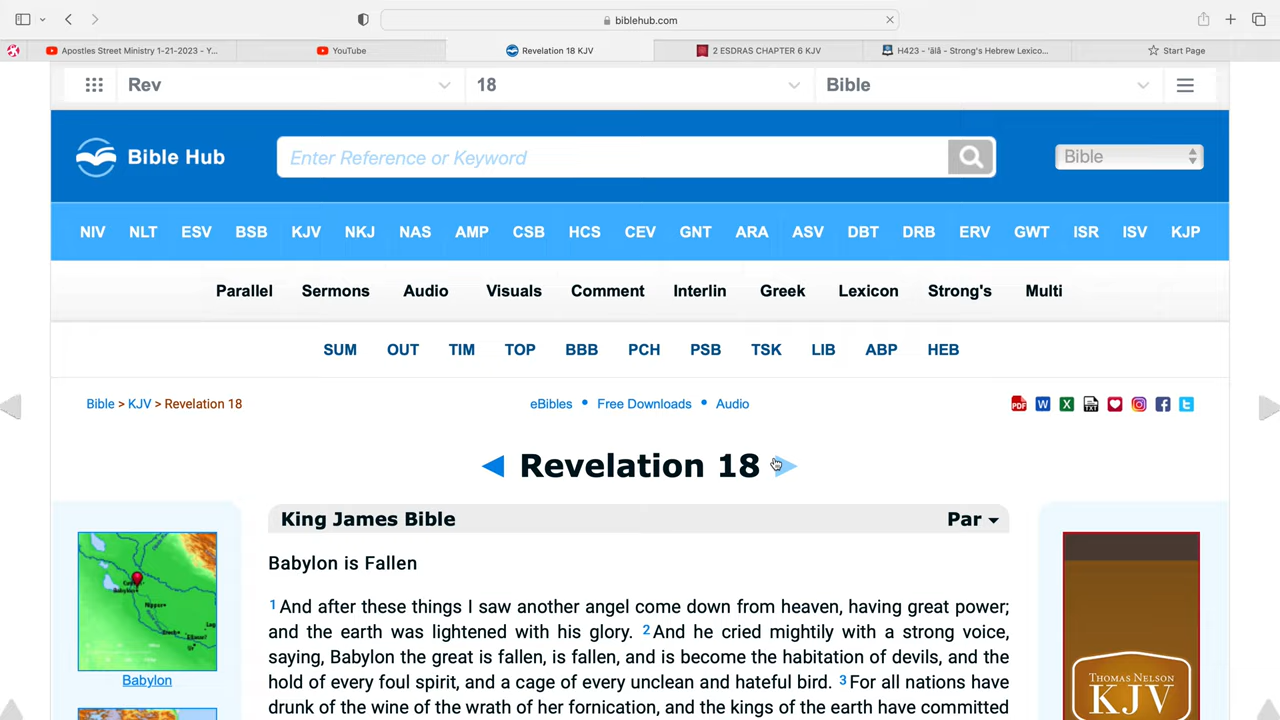 biblehub.com
Apostles Street Ministry 1-21-2023 - Y...
YouTube
Revelation 18 KJV
2 ESDRAS CHAPTER 6 KJV
H423 - 'ālâ - Strong's Hebrew Lexico...
Start Page
Rev
18
Bible
Bible Hub
Enter Reference or Keyword
Bible
NIV NLT ESV BSB KJV NKJ NAS AMP CSB HCS CEV GNT ARA ASV DBT DRB ERV GWT ISR ISV KJP
Parallel Sermons Audio Visuals Comment Interlin Greek Lexicon Strong's Multi
SUM OUT TIM TOP BBB PCH PSB TSK LIB ABP HEB
Bible > KJV > Revelation 18
eBibles • Free Downloads • Audio
PDF W X TXT
◄ Revelation 18 ►
King James Bible
Par
Babylon is Fallen
1 And after these things I saw another angel come down from heaven, having great power;
and the earth was lightened with his glory. 2 And he cried mightily with a strong voice,
saying, Babylon the great is fallen, is fallen, and is become the habitation of devils, and the
hold of every foul spirit, and a cage of every unclean and hateful bird. 3 For all nations have
drunk of the wine of the wrath of her fornication, and the kings of the earth have committed
Babylon
Nippur
Babylon
THOMAS NELSON
KJV